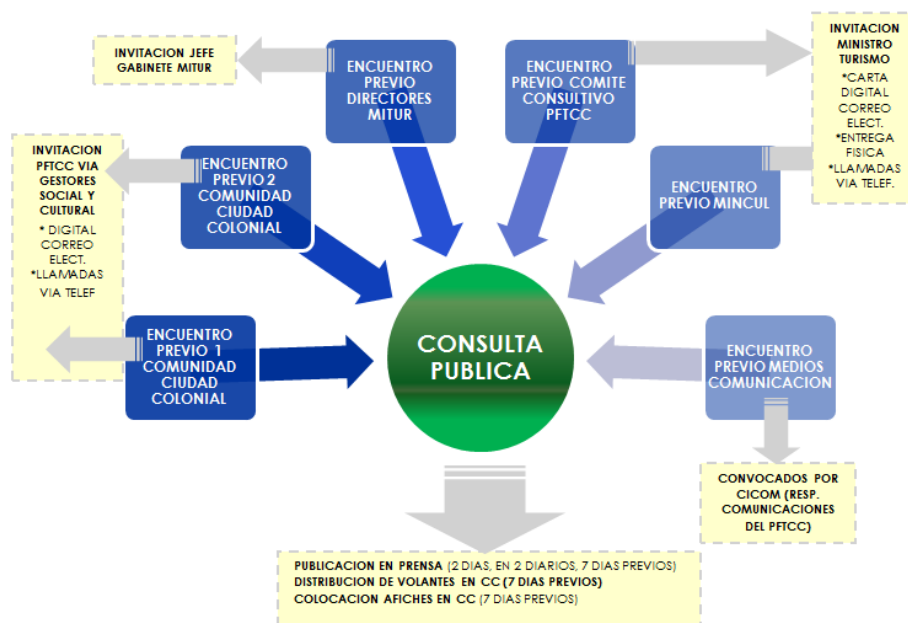 INVITACION JEFE
GABINETE MITUR
ENCUENTRO
PREVIO
DIRECTORES
MITUR
ENCUENTRO
PREVIO COMITE
CONSULTIVO
PFTCC
INVITACION
MINISTRO
TURISMO
*CARTA
DIGITAL
CORREO
ELECT.
*ENTREGA
FISICA
*LLAMADAS
VIA TELEF.
INVITACION
PFTCC VIA
GESTORES
SOCIAL Y
CULTURAL
* DIGITAL
CORREO
ELECT.
*LLAMADAS
VIA TELEF
ENCUENTRO
PREVIO 2
COMUNIDAD
CIUDAD
COLONIAL
ENCUENTRO
PREVIO MINCUL
ENCUENTRO
PREVIO 1
COMUNIDAD
CIUDAD
COLONIAL
CONSULTA
PUBLICA
ENCUENTRO
PREVIO MEDIOS
COMUNICACION
CONVOCADOS POR
CICOM (RESP.
COMUNICACIONES
DEL PFTCC)
PUBLICACION EN PRENSA (2 DIAS, EN 2 DIARIOS, 7 DIAS PREVIOS)
DISTRIBUCION DE VOLANTES EN CC (7 DIAS PREVIOS)
COLOCACION AFICHES EN CC (7 DIAS PREVIOS)